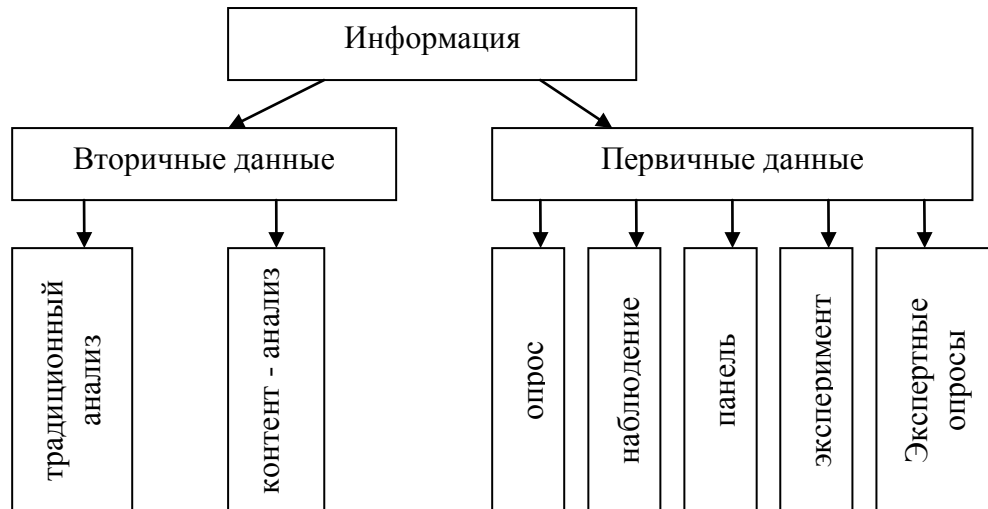 Информация
Вторичные данные
Первичные данные
традиционный
анализ
контент - анализ
опрос
наблюдение
панель
эксперимент
Экспертные
опросы